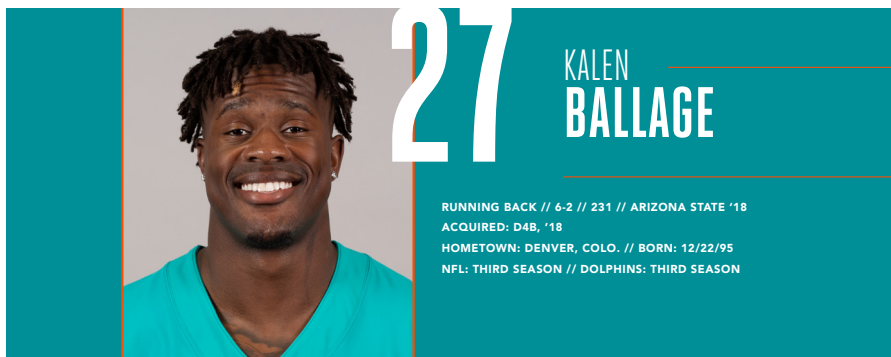 27
KALEN
BALLAGE
RUNNING BACK // 6-2 // 231 // ARIZONA STATE ‘18
ACQUIRED: D4B, ‘18
HOMETOWN: DENVER, COLO. // BORN: 12/22/95
NFL: THIRD SEASON // DOLPHINS: THIRD SEASON